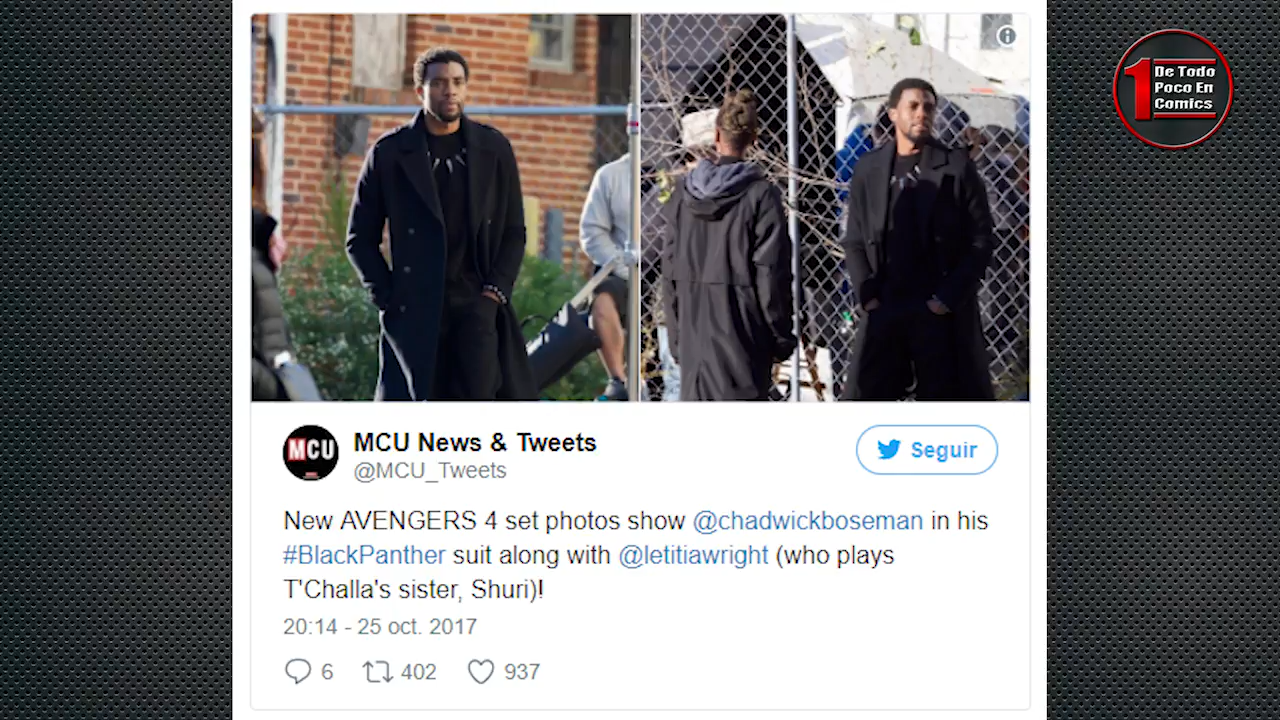 1 De Todo
Poco En
Comics
MCU
MCU News & Tweets
@MCU_Tweets
Seguir
New AVENGERS 4 set photos show @chadwickboseman in his
#BlackPanther suit along with @letitiawright (who plays
T'Challa's sister, Shuri)!
20:14 - 25 oct. 2017
6 402 937